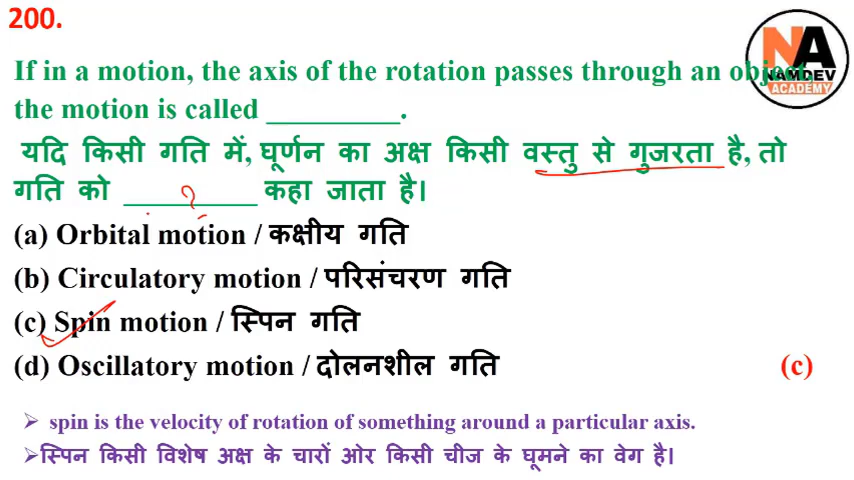 200.
NA
NAMDEV
ACADEMY
If in a motion, the axis of the rotation passes through an object,
the motion is called _________.
यदि किसी गति में, घूर्णन का अक्ष किसी वस्तु से गुजरता है, तो
गति को _________ कहा जाता है।
?
(a) Orbital motion / कक्षीय गति
(b) Circulatory motion / परिसंचरण गति
(c) Spin motion / स्पिन गति
(d) Oscillatory motion / दोलनशील गति (c)
➢ spin is the velocity of rotation of something around a particular axis.
➢स्पिन किसी विशेष अक्ष के चारों ओर किसी चीज के घूमने का वेग है।